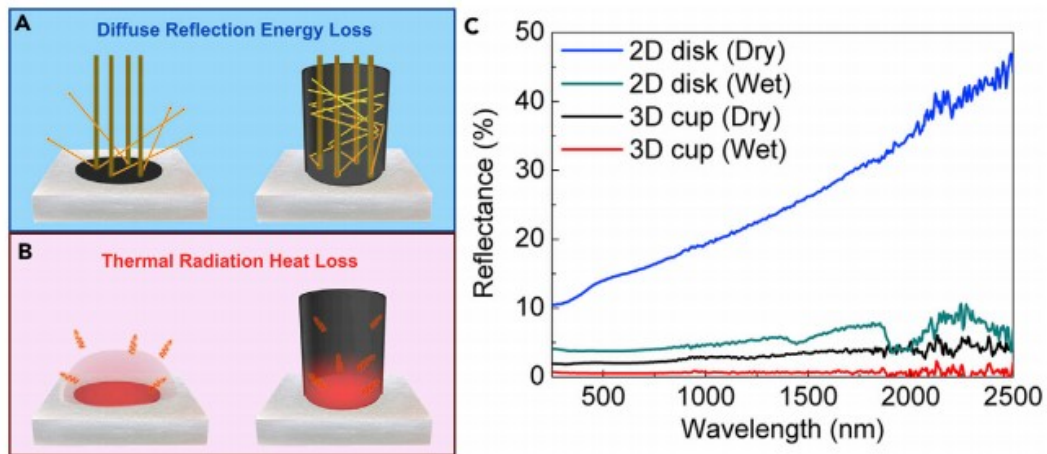 A
Diffuse Reflection Energy Loss
B
Thermal Radiation Heat Loss
C
50
40
30
20
10
0
Reflectance (%)
2D disk (Dry)
2D disk (Wet)
3D cup (Dry)
3D cup (Wet)
500 1000 1500 2000 2500
Wavelength (nm)